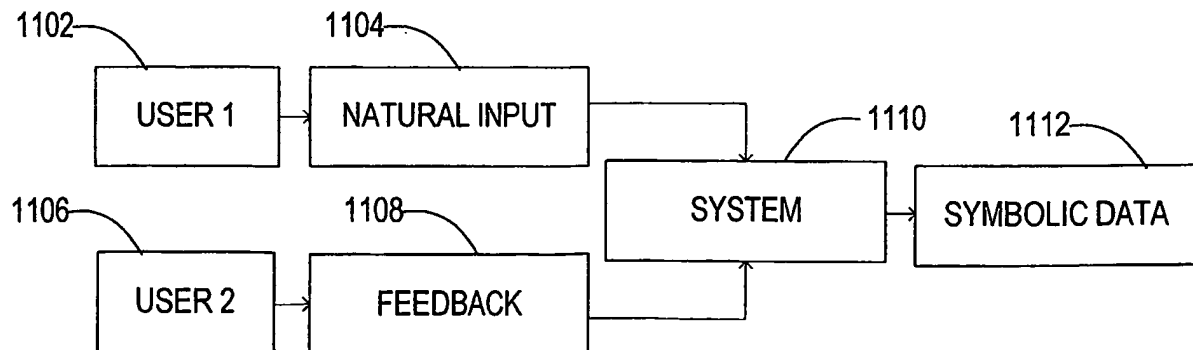 1102
1104
USER 1
NATURAL INPUT
1110
1112
SYSTEM
SYMBOLIC DATA
1106
1108
USER 2
FEEDBACK